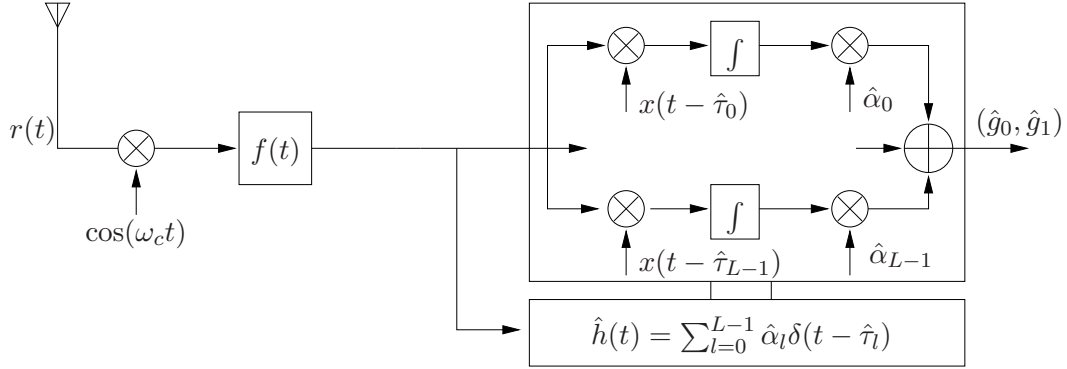 r(t)
cos(ω_c t)
f(t)
∫
x(t − τ̂_0)
α̂_0
(ĝ_0, ĝ_1)
∫
x(t − τ̂_{L−1})
α̂_{L−1}
ĥ(t) = ∑_{l=0}^{L−1} α̂_l δ(t − τ̂_l)